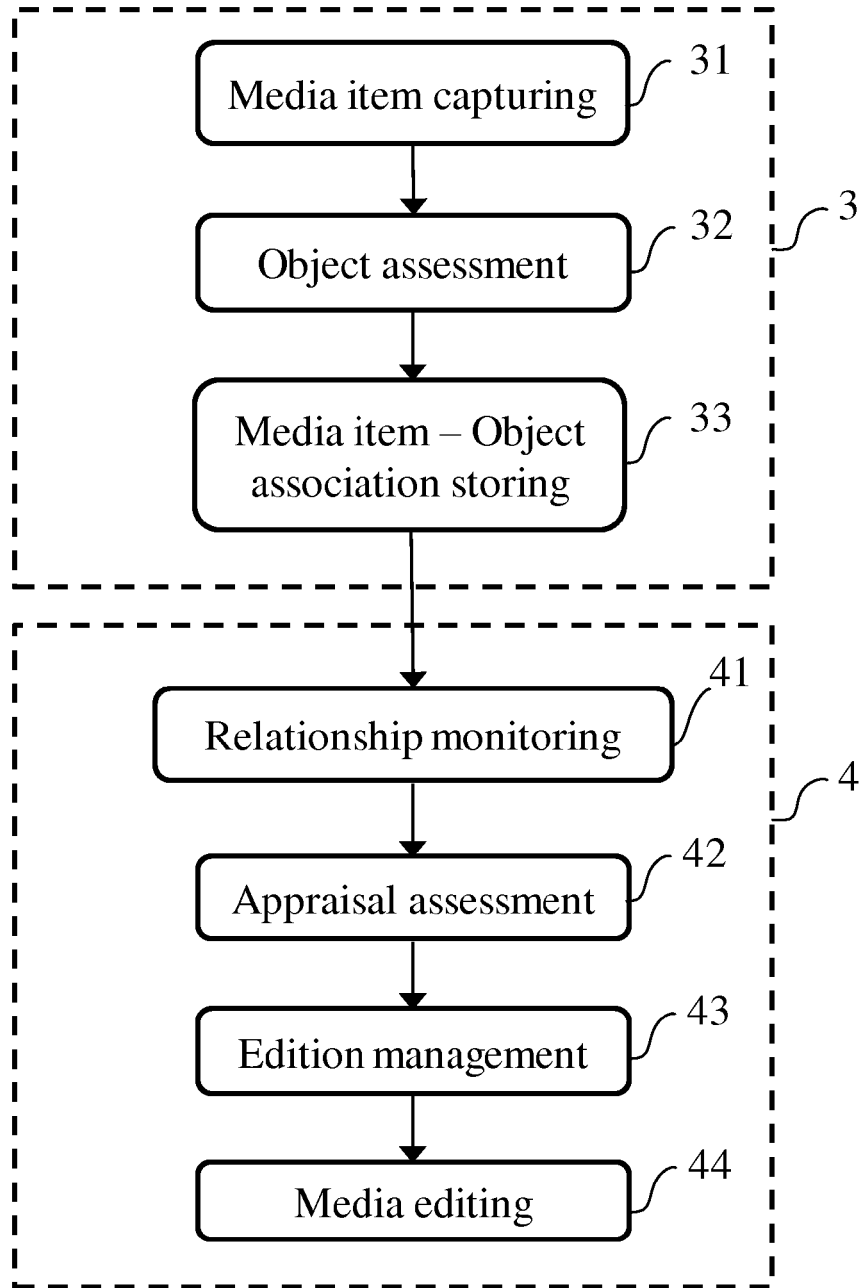 Media item capturing
31
Object assessment
32
3
Media item – Object
association storing
33
Relationship monitoring
41
4
Appraisal assessment
42
Edition management
43
Media editing
44